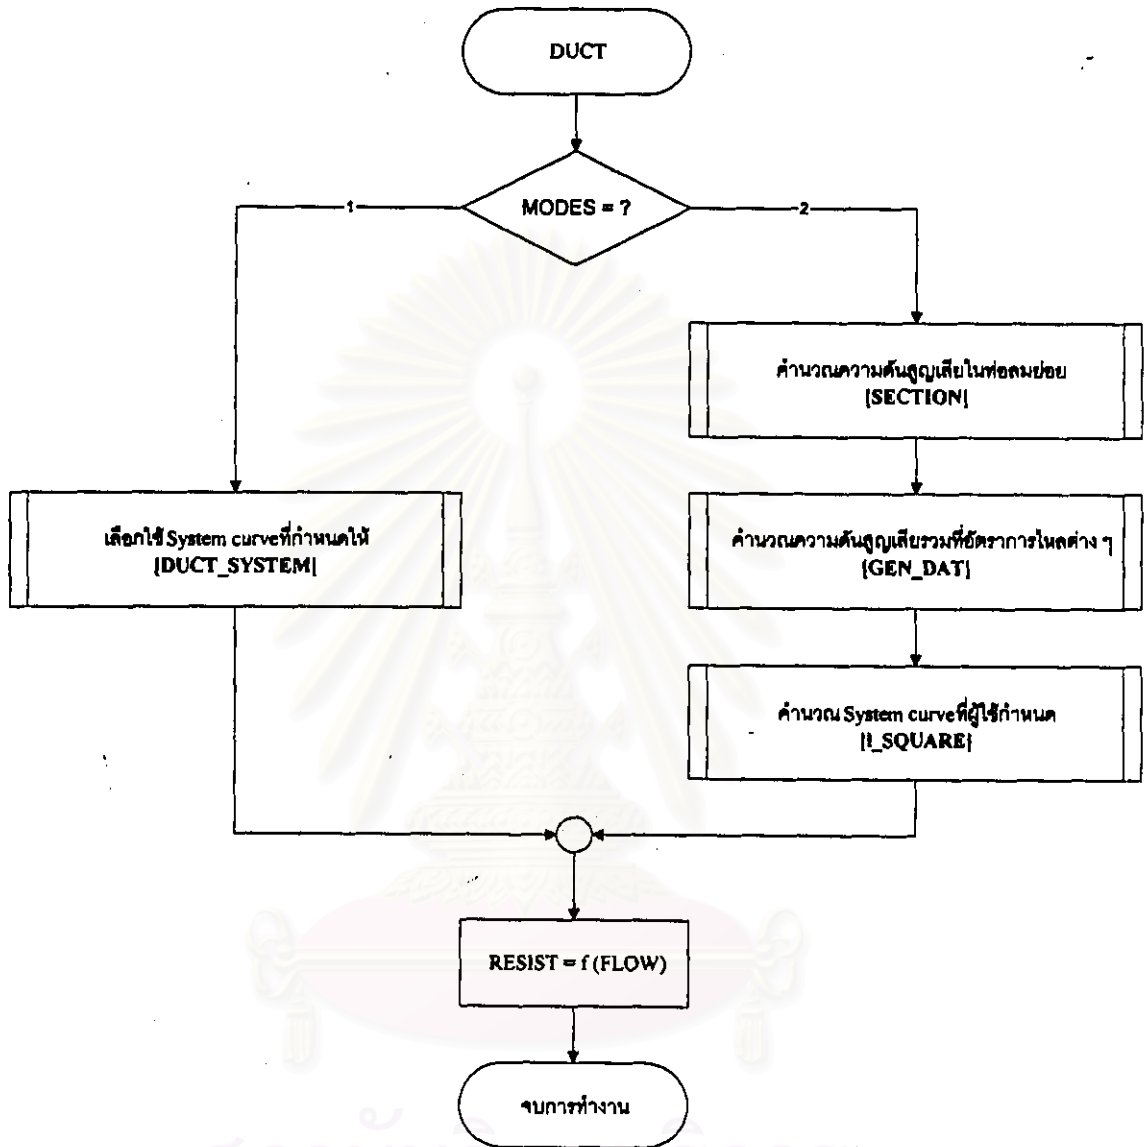 DUCT
MODES = ?
1
2
คำนวณความดันสูญเสียในท่อลมย่อย
[SECTION]
เลือกใช้ System curve ที่กำหนดให้
[DUCT_SYSTEM]
คำนวณความดันสูญเสียรวมที่อัตราการไหลต่าง ๆ
[GEN_DAT]
คำนวณ System curve ที่ผู้ใช้กำหนด
[I_SQUARE]
RESIST = f (FLOW)
จบการทำงาน